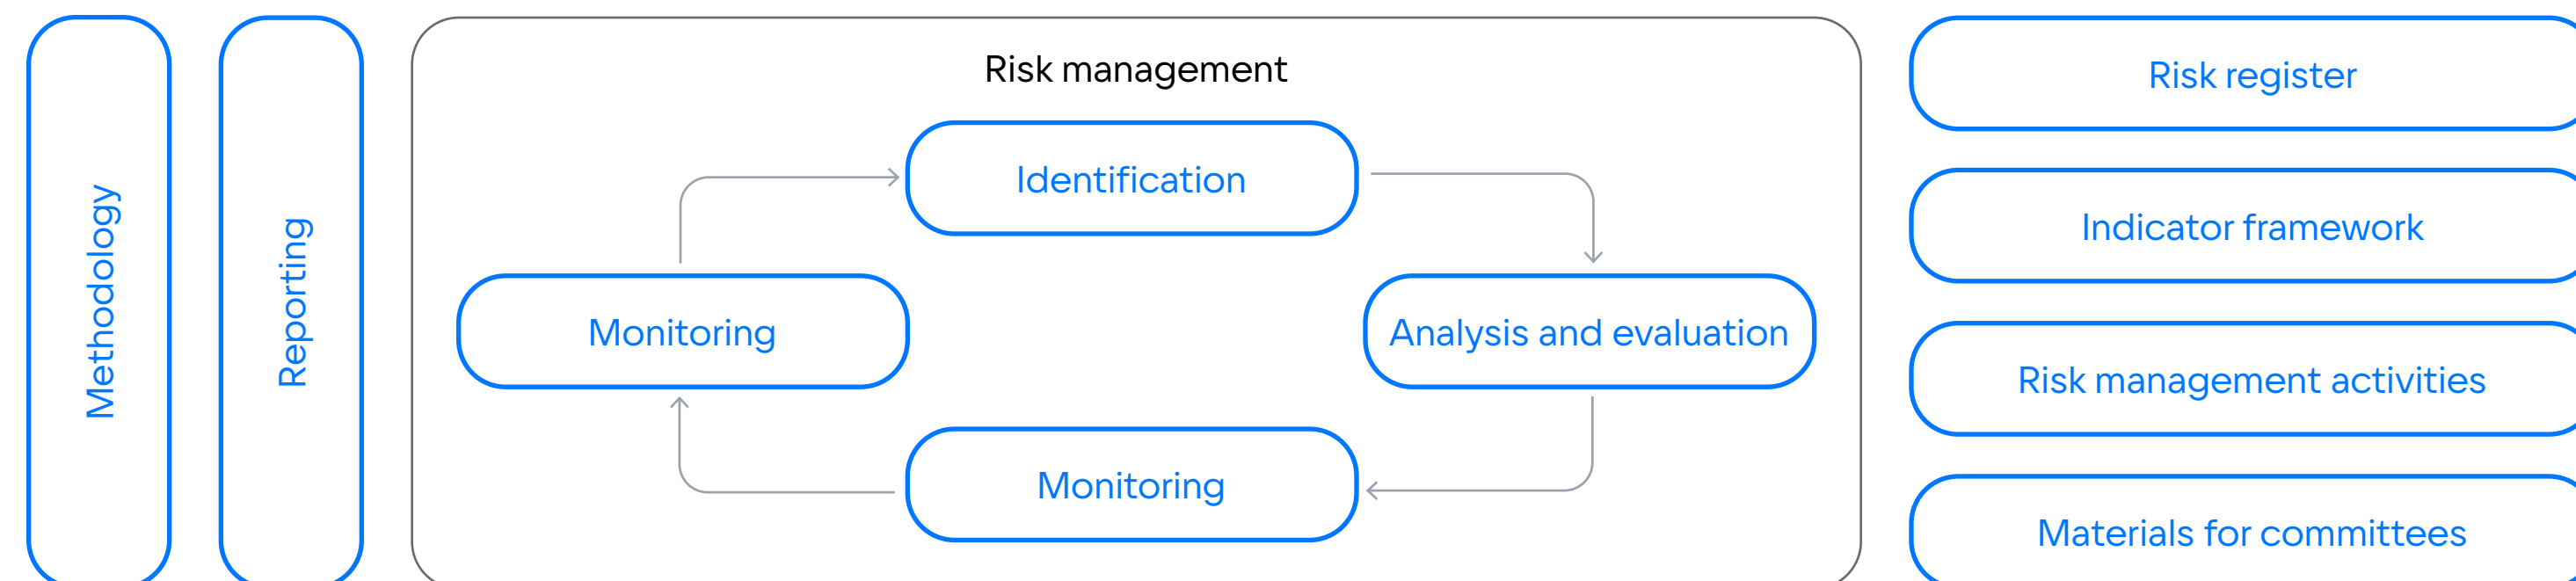 Methodology
Reporting
Risk management
Identification
Monitoring
Analysis and evaluation
Monitoring
Risk register
Indicator framework
Risk management activities
Materials for committees